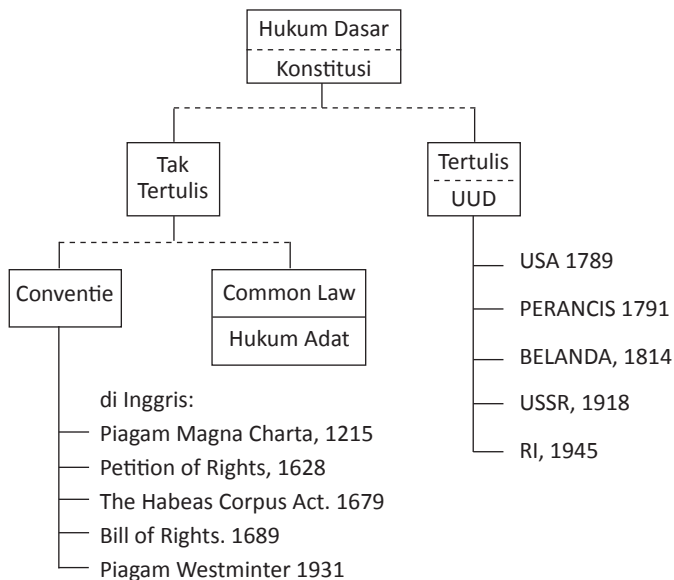 Hukum Dasar
Konstitusi
Tak
Tertulis
Tertulis
UUD
Conventie
Common Law
Hukum Adat
USA 1789
PERANCIS 1791
BELANDA, 1814
USSR, 1918
RI, 1945
di Inggris:
Piagam Magna Charta, 1215
Petition of Rights, 1628
The Habeas Corpus Act. 1679
Bill of Rights. 1689
Piagam Westminter 1931